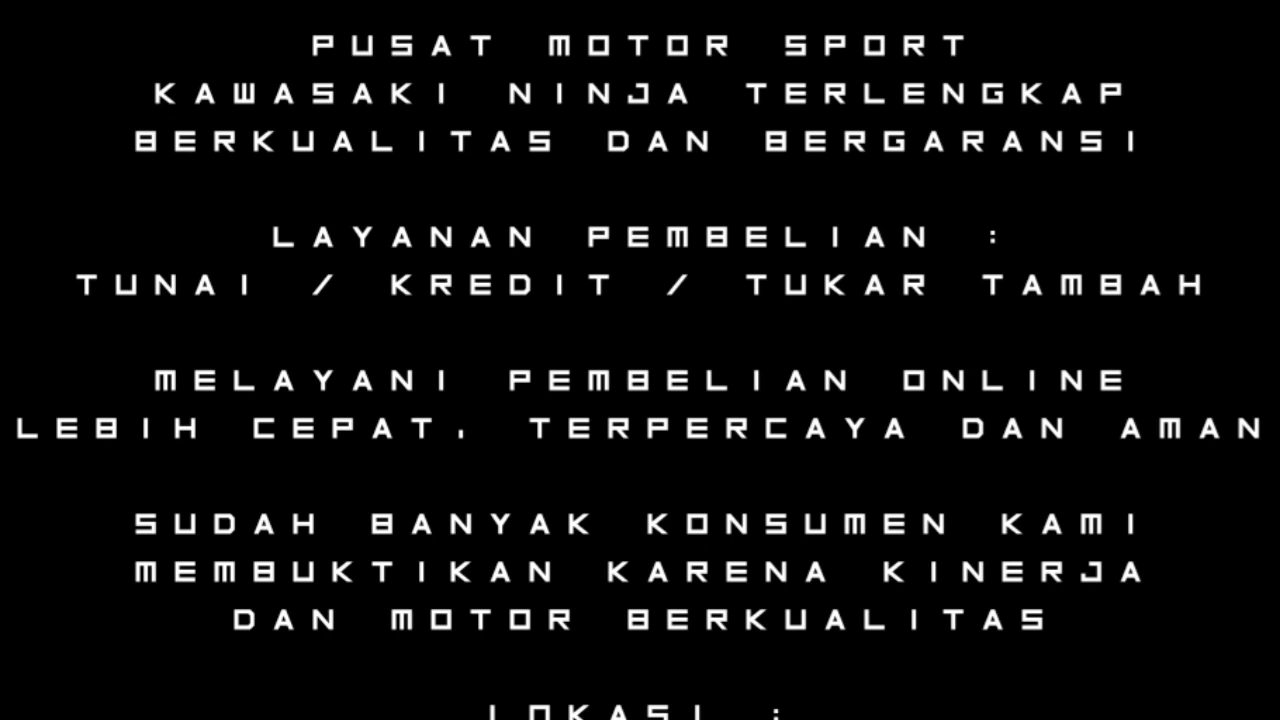 PUSAT MOTOR SPORT
KAWASAKI NINJA TERLENGKAP
BERKUALITAS DAN BERGARANSI
LAYANAN PEMBELIAN :
TUNAI / KREDIT / TUKAR TAMBAH
MELAYANI PEMBELIAN ONLINE
LEBIH CEPAT, TERPERCAYA DAN AMAN
SUDAH BANYAK KONSUMEN KAMI
MEMBUKTIKAN KARENA KINERJA
DAN MOTOR BERKUALITAS
LOKASI :